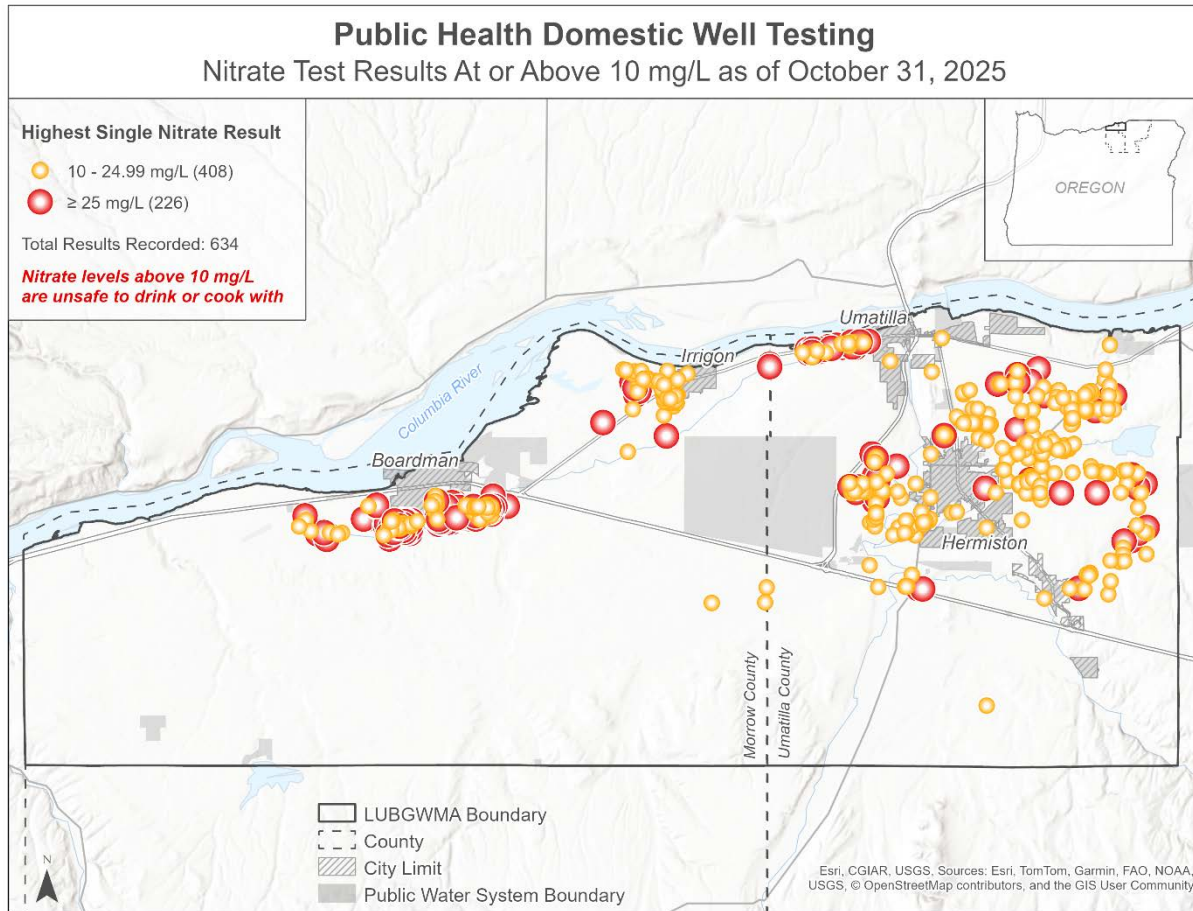 Public Health Domestic Well Testing
Nitrate Test Results At or Above 10 mg/L as of October 31, 2025
Highest Single Nitrate Result
10 - 24.99 mg/L (408)
≥ 25 mg/L (226)
Total Results Recorded: 634
Nitrate levels above 10 mg/L
are unsafe to drink or cook with
OREGON
Umatilla
Irrigon
Columbia River
Boardman
Hermiston
Morrow County
Umatilla County
LUBGWMA Boundary
County
City Limit
Public Water System Boundary
N
Esri, CGIAR, USGS, Sources: Esri, TomTom, Garmin, FAO, NOAA,
USGS, © OpenStreetMap contributors, and the GIS User Community